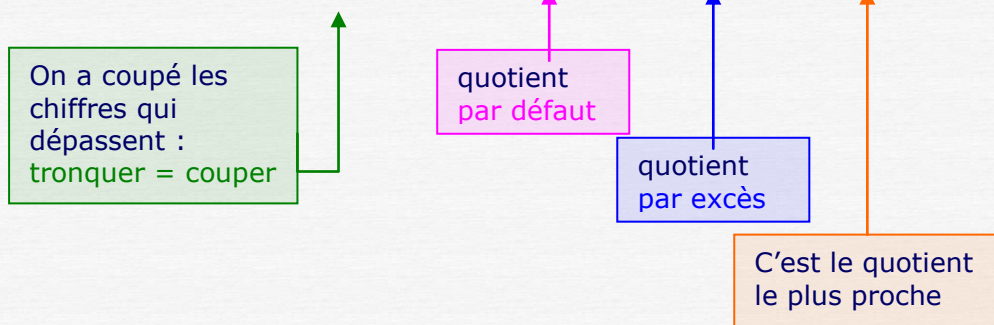 On a coupé les
chiffres qui
dépassent :
tronquer = couper
quotient
par défaut
quotient
par excès
C’est le quotient
le plus proche